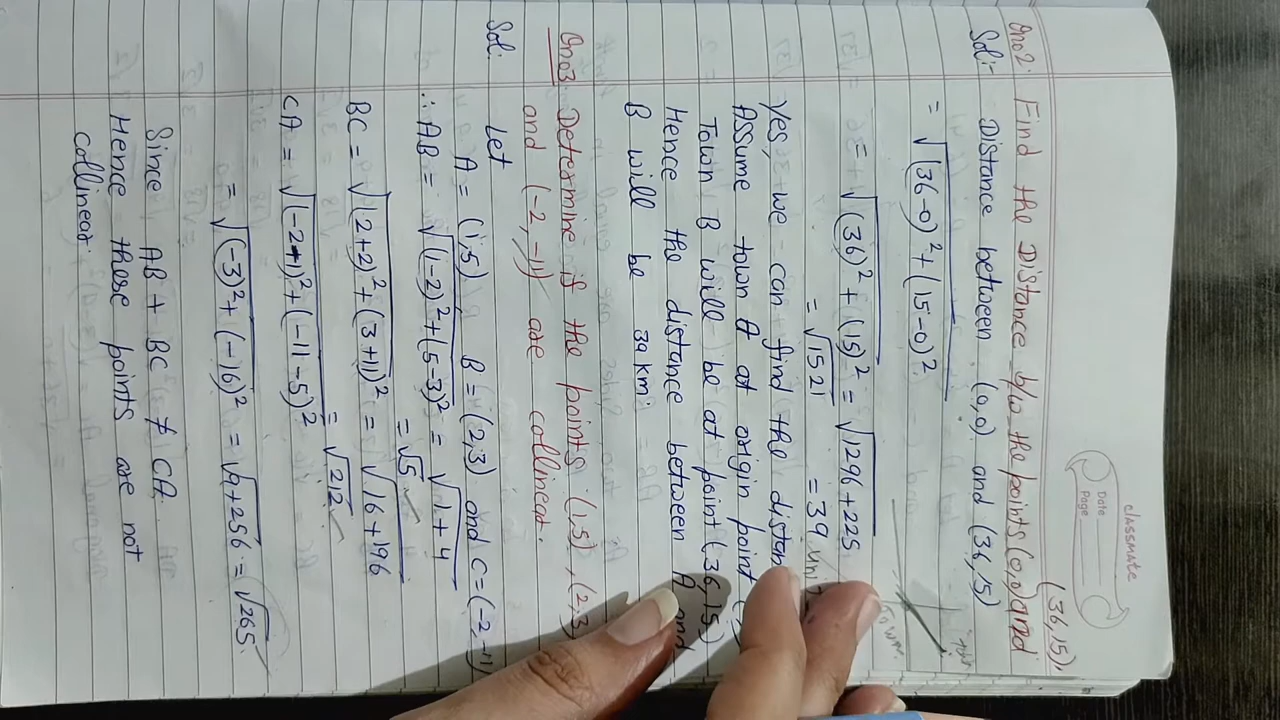 classmate
Date
Page
Qno2. Find the Distance b/w the points (0,0) and
(36,15).
Sol:- Distance between (0,0) and (36,15)
= √(36-0)² + (15-0)²
= √(36)² + (15)² = √1296+225
= √1521 = 39
Yes, we can find the
Assume town A at origin point
Town B will be at point (36,15)
Hence the distance between A and
B will be 39 km.
Qno3. Determine if the points (1,5), (2,3)
and (-2,-11) are collinear.
Sol: Let
A = (1,5) B = (2,3) and C = (-2,-11)
∴ AB = √(1-2)² + (5-3)² = √1+4
= √5
BC = √(2+2)² + (3+11)² = √16+196
= √212
CA = √(-2-1)² + (-11-5)²
= √(-3)² + (-16)² = √9+256 = √265
Since AB + BC ≠ CA
Hence these points are not
collinear.